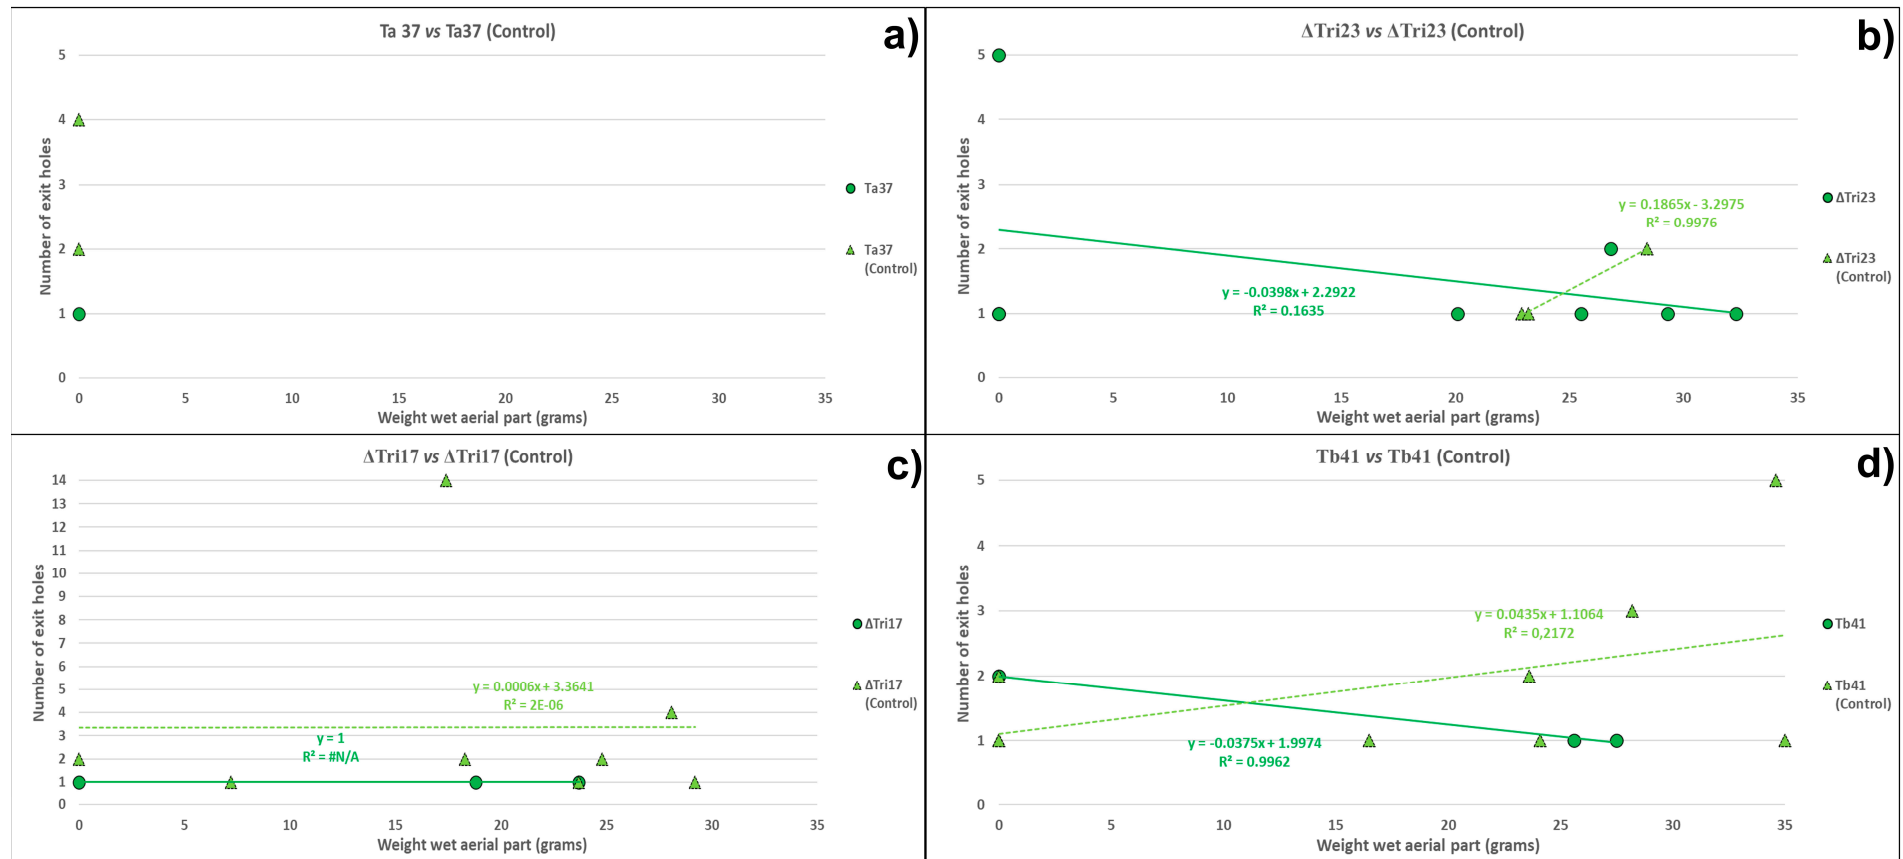 Ta 37 vs Ta37 (Control)
a)
Number of exit holes
5
4
3
2
1
0
0 5 10 15 20 25 30 35
Weight wet aerial part (grams)
Ta37
Ta37
(Control)
ΔTri23 vs ΔTri23 (Control)
b)
Number of exit holes
5
4
3
2
1
0
y = 0.1865x - 3.2975
R² = 0.9976
y = -0.0398x + 2.2922
R² = 0.1635
0 5 10 15 20 25 30 35
Weight wet aerial part (grams)
ΔTri23
ΔTri23
(Control)
ΔTri17 vs ΔTri17 (Control)
c)
Number of exit holes
14
13
12
11
10
9
8
7
6
5
4
3
2
1
0
y = 0.0006x + 3.3641
R² = 2E-06
y = 1
R² = #N/A
0 5 10 15 20 25 30 35
Weight wet aerial part (grams)
ΔTri17
ΔTri17
(Control)
Tb41 vs Tb41 (Control)
d)
Number of exit holes
5
4
3
2
1
0
y = 0.0435x + 1.1064
R² = 0,2172
y = -0.0375x + 1.9974
R² = 0.9962
0 5 10 15 20 25 30 35
Weight wet aerial part (grams)
Tb41
Tb41
(Control)